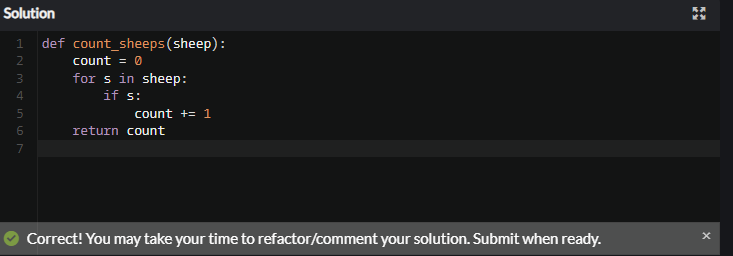 Solution
1 def count_sheeps(sheep):
2     count = 0
3     for s in sheep:
4         if s:
5             count += 1
6     return count
7
Correct! You may take your time to refactor/comment your solution. Submit when ready. ×